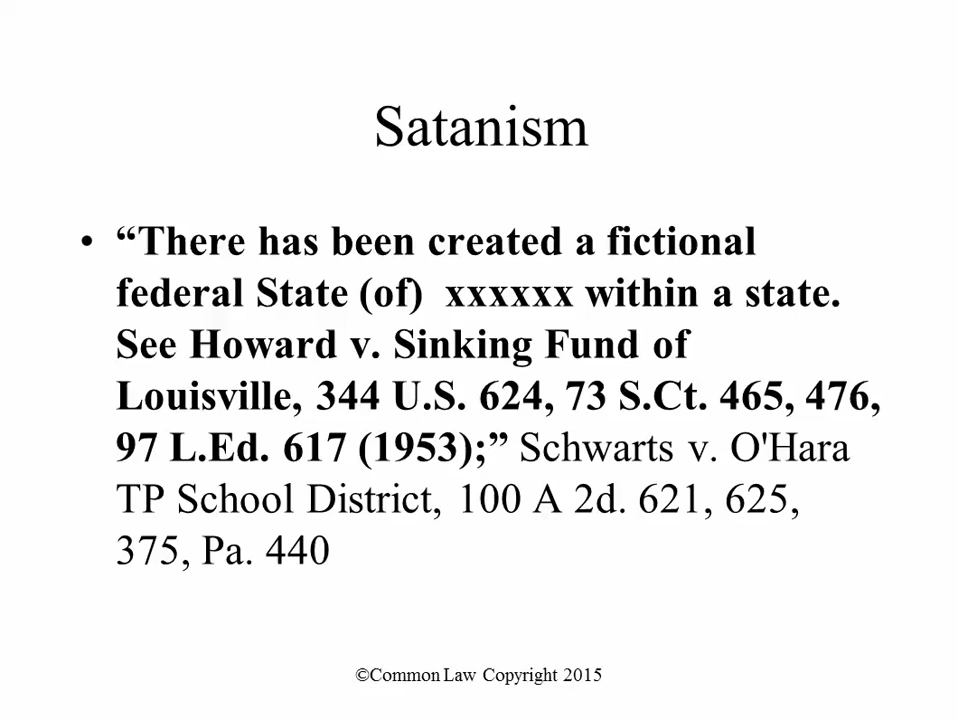 Satanism
• “There has been created a fictional
federal State (of)  xxxxxx within a state.
See Howard v. Sinking Fund of
Louisville, 344 U.S. 624, 73 S.Ct. 465, 476,
97 L.Ed. 617 (1953);” Schwarts v. O'Hara
TP School District, 100 A 2d. 621, 625,
375, Pa. 440
©Common Law Copyright 2015